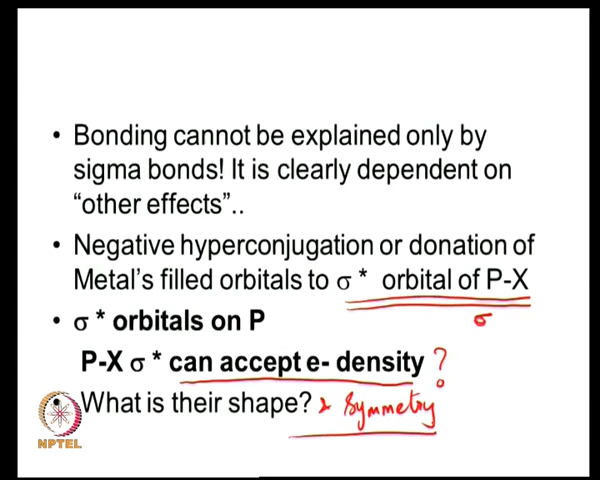 • Bonding cannot be explained only by
sigma bonds! It is clearly dependent on
“other effects”..
• Negative hyperconjugation or donation of
Metal's filled orbitals to σ * orbital of P-X
σ
• σ * orbitals on P
P-X σ * can accept e- density ?
What is their shape? & Symmetry
NPTEL